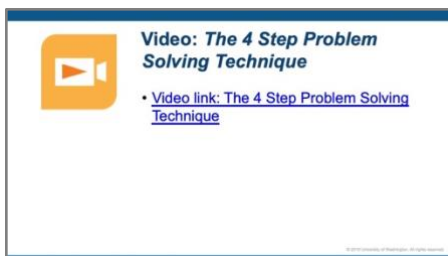 Video: The 4 Step Problem
Solving Technique
• Video link: The 4 Step Problem Solving
Technique